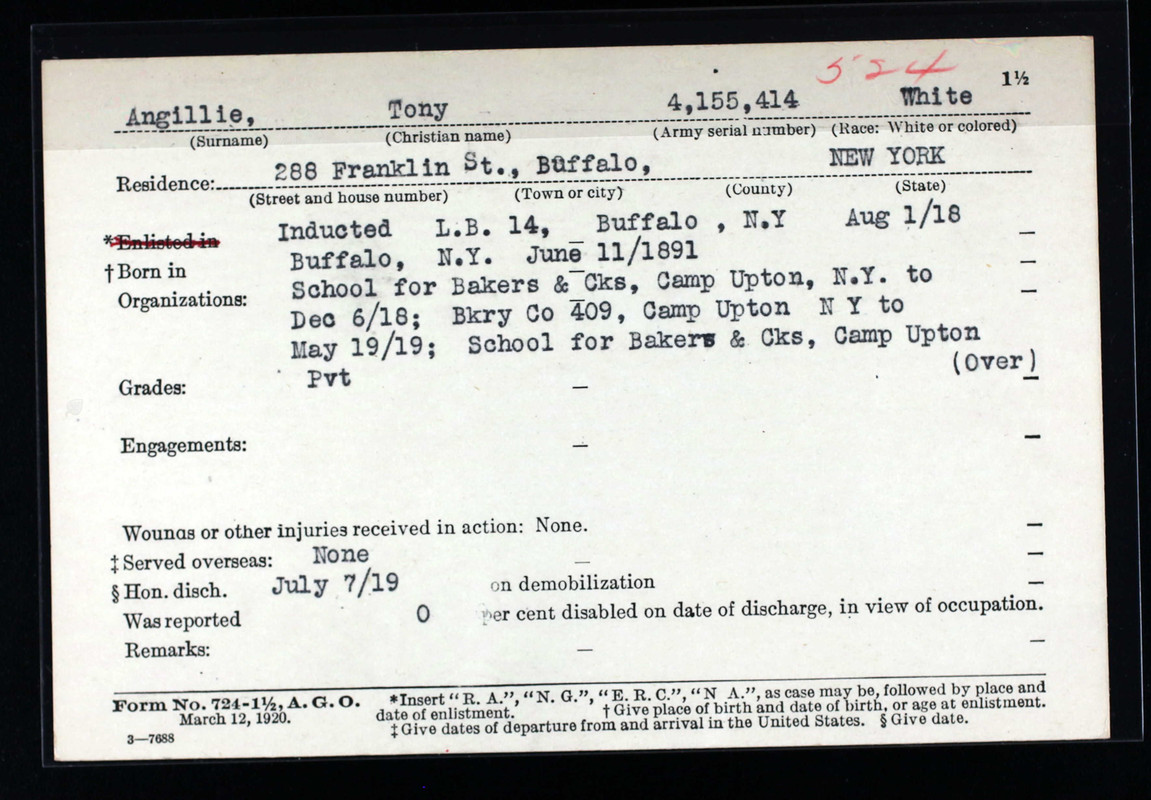 524 1½
Angillie, Tony 4,155,414 White
(Surname) (Christian name) (Army serial number) (Race: White or colored)
Residence: 288 Franklin St., Buffalo, NEW YORK
(Street and house number) (Town or city) (County) (State)
*Enlisted in Inducted L.B. 14, Buffalo , N.Y Aug 1/18 —
†Born in Buffalo, N.Y. June 11/1891 —
Organizations: School for Bakers & Cks, Camp Upton, N.Y. to —
Dec 6/18; Bkry Co 409, Camp Upton N Y to
May 19/19; School for Bakers & Cks, Camp Upton
(Over)
Grades: Pvt — —
Engagements: — —
Wounds or other injuries received in action: None. —
‡Served overseas: None — —
§Hon. disch. July 7/19 on demobilization —
Was reported 0 per cent disabled on date of discharge, in view of occupation.
Remarks: — —
Form No. 724-1½, A. G. O. *Insert “R. A.”, “N. G.”, “E. R. C.”, “N A.”, as case may be, followed by place and
March 12, 1920. date of enlistment. †Give place of birth and date of birth, or age at enlistment.
3—7688 ‡Give dates of departure from and arrival in the United States. §Give date.